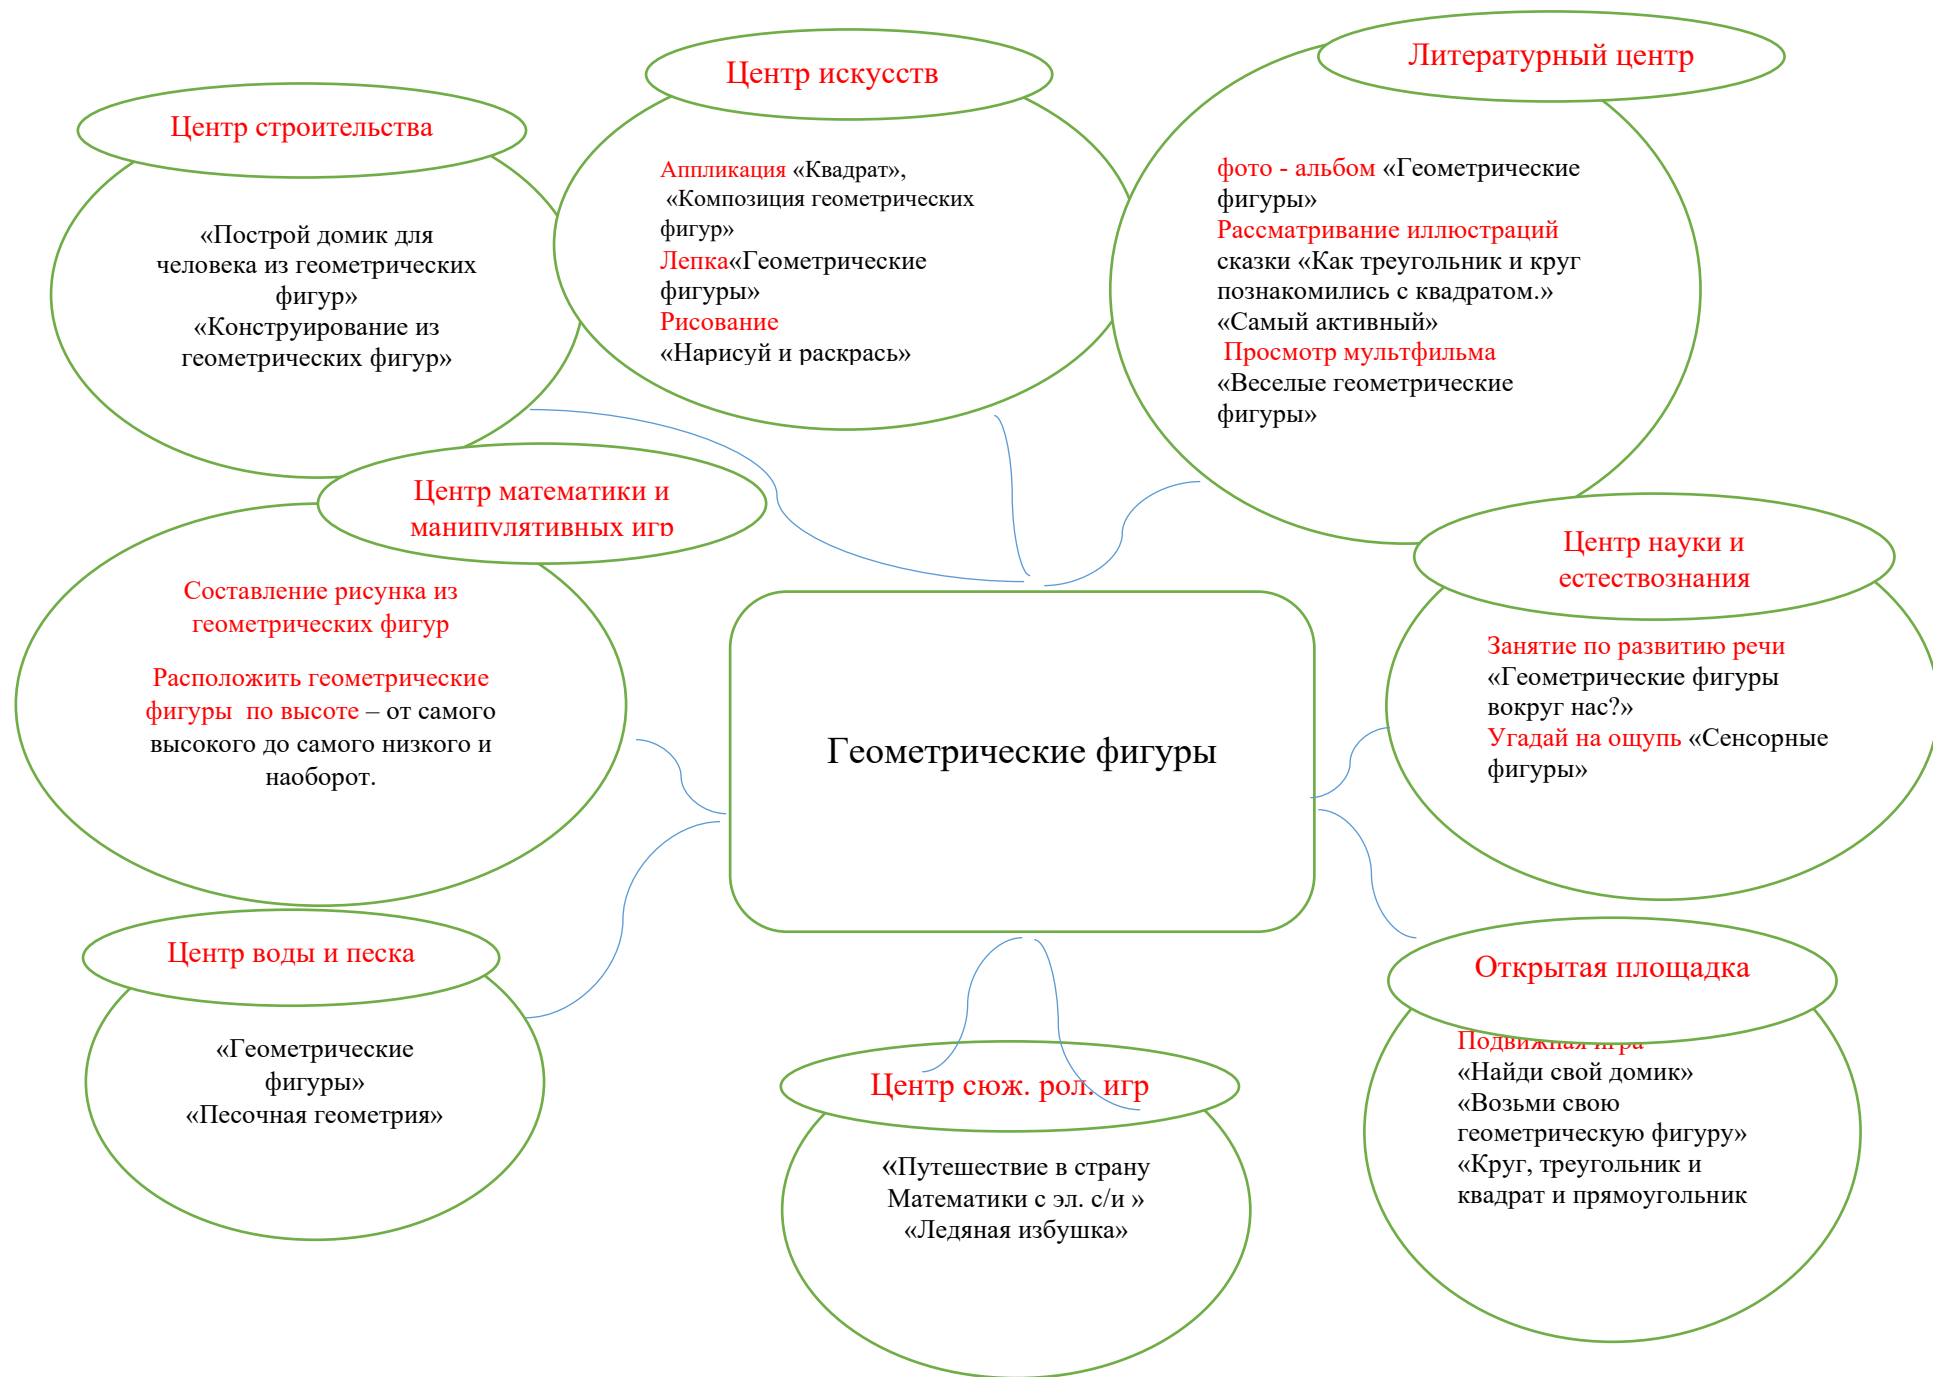 Центр строительства
«Построй домик для
человека из геометрических
фигур»
«Конструирование из
геометрических фигур»
Центр искусств
Аппликация «Квадрат»,
«Композиция геометрических
фигур»
Лепка«Геометрические
фигуры»
Рисование
«Нарисуй и раскрась»
Литературный центр
фото - альбом «Геометрические
фигуры»
Рассматривание иллюстраций
сказки «Как треугольник и круг
познакомились с квадратом.»
«Самый активный»
Просмотр мультфильма
«Веселые геометрические
фигуры»
Центр математики и
манипулятивных игр
Составление рисунка из
геометрических фигур
Расположить геометрические
фигуры  по высоте – от самого
высокого до самого низкого и
наоборот.
Геометрические фигуры
Центр науки и
естествознания
Занятие по развитию речи
«Геометрические фигуры
вокруг нас?»
Угадай на ощупь «Сенсорные
фигуры»
Центр воды и песка
«Геометрические
фигуры»
«Песочная геометрия»
Центр сюж. рол. игр
«Путешествие в страну
Математики с эл. с/и »
«Ледяная избушка»
Открытая площадка
Подвижная игра
«Найди свой домик»
«Возьми свою
геометрическую фигуру»
«Круг, треугольник и
квадрат и прямоугольник